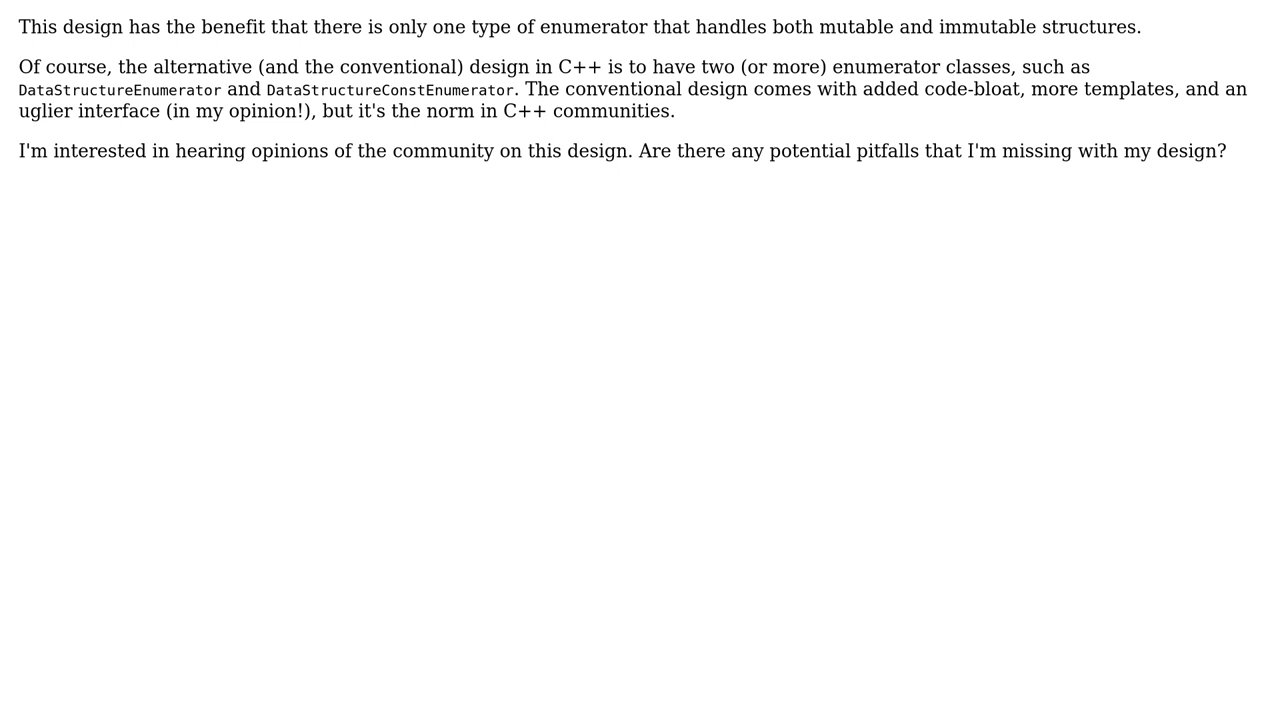 This design has the benefit that there is only one type of enumerator that handles both mutable and immutable structures.
Of course, the alternative (and the conventional) design in C++ is to have two (or more) enumerator classes, such as
DataStructureEnumerator and DataStructureConstEnumerator. The conventional design comes with added code-bloat, more templates, and an
uglier interface (in my opinion!), but it's the norm in C++ communities.
I'm interested in hearing opinions of the community on this design. Are there any potential pitfalls that I'm missing with my design?